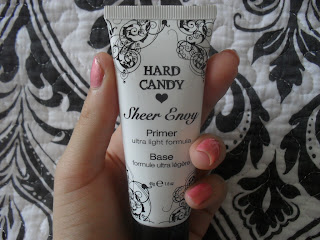 HARD
CANDY
Sheer Envy
Primer
ultra light formula
Base
formule ultra légère